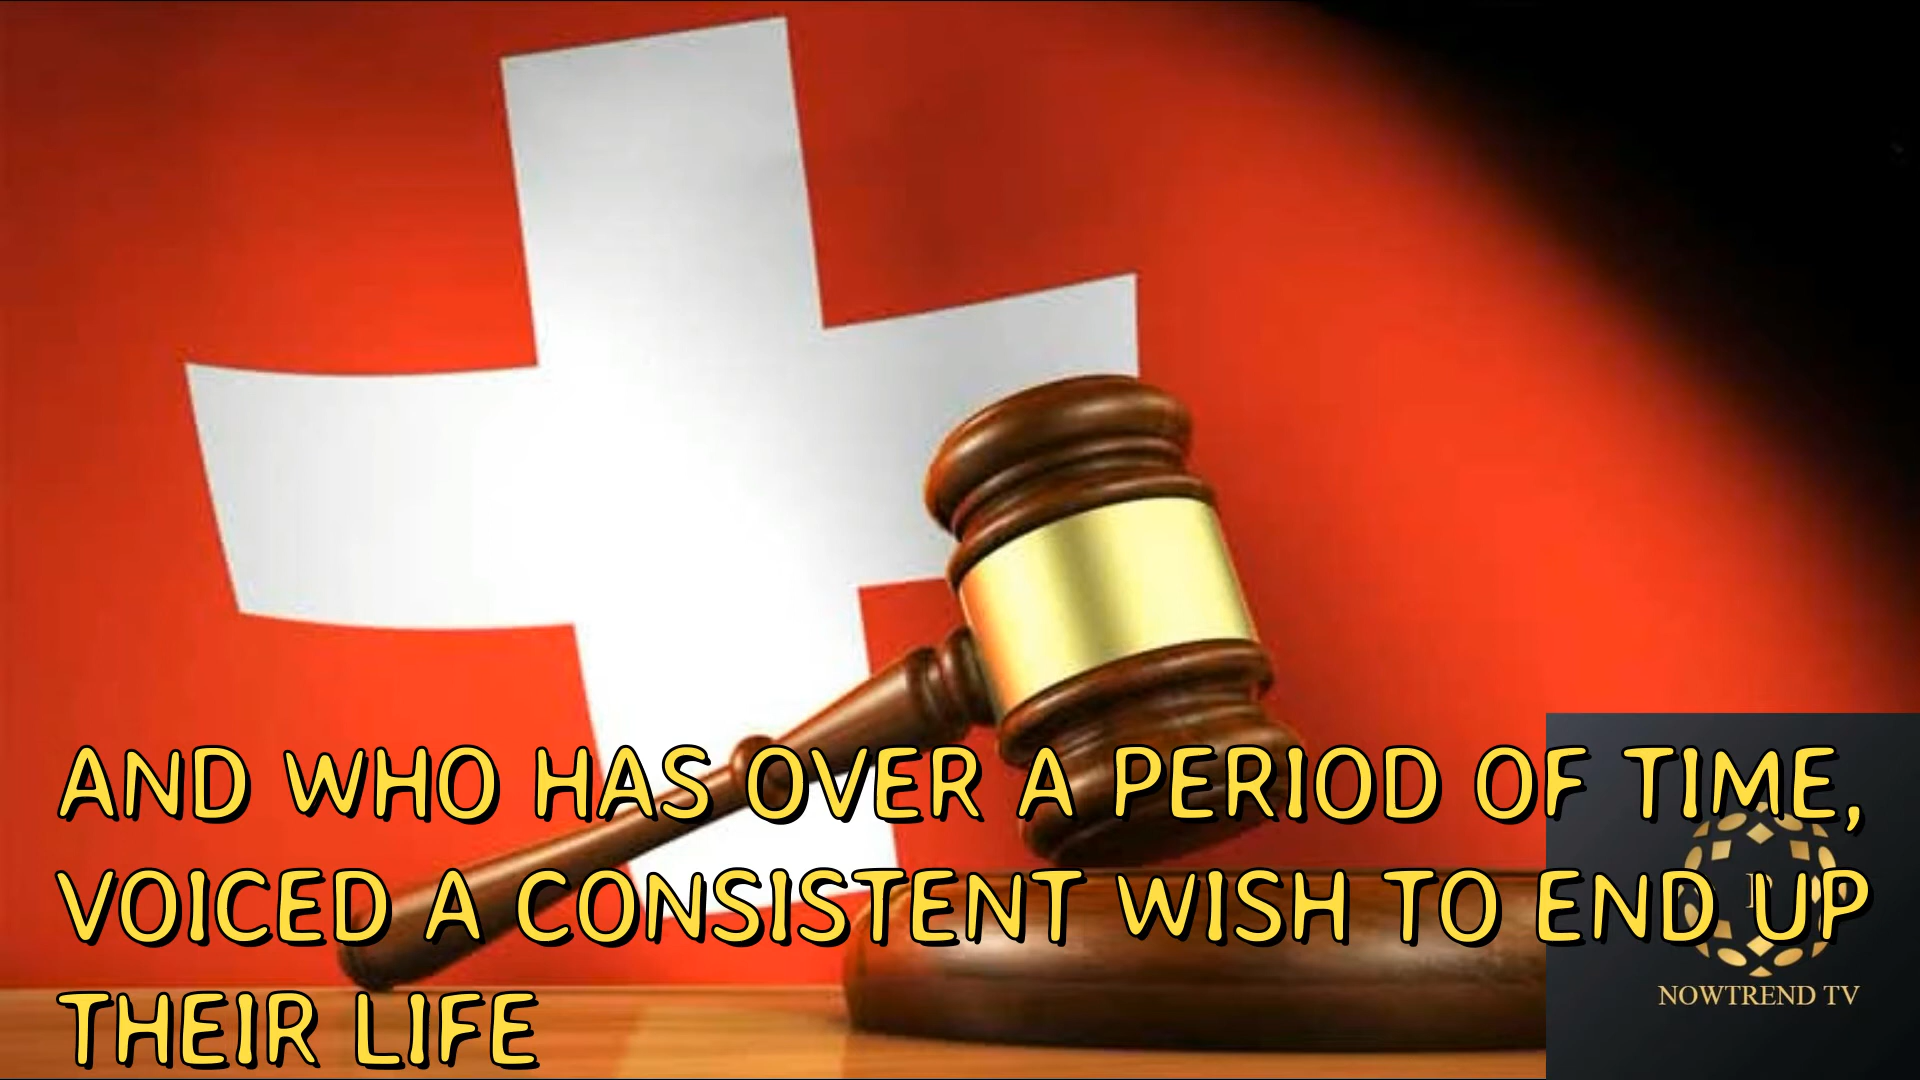 AND WHO HAS OVER A PERIOD OF TIME,
VOICED A CONSISTENT WISH TO END UP
THEIR LIFE
NOWTREND TV